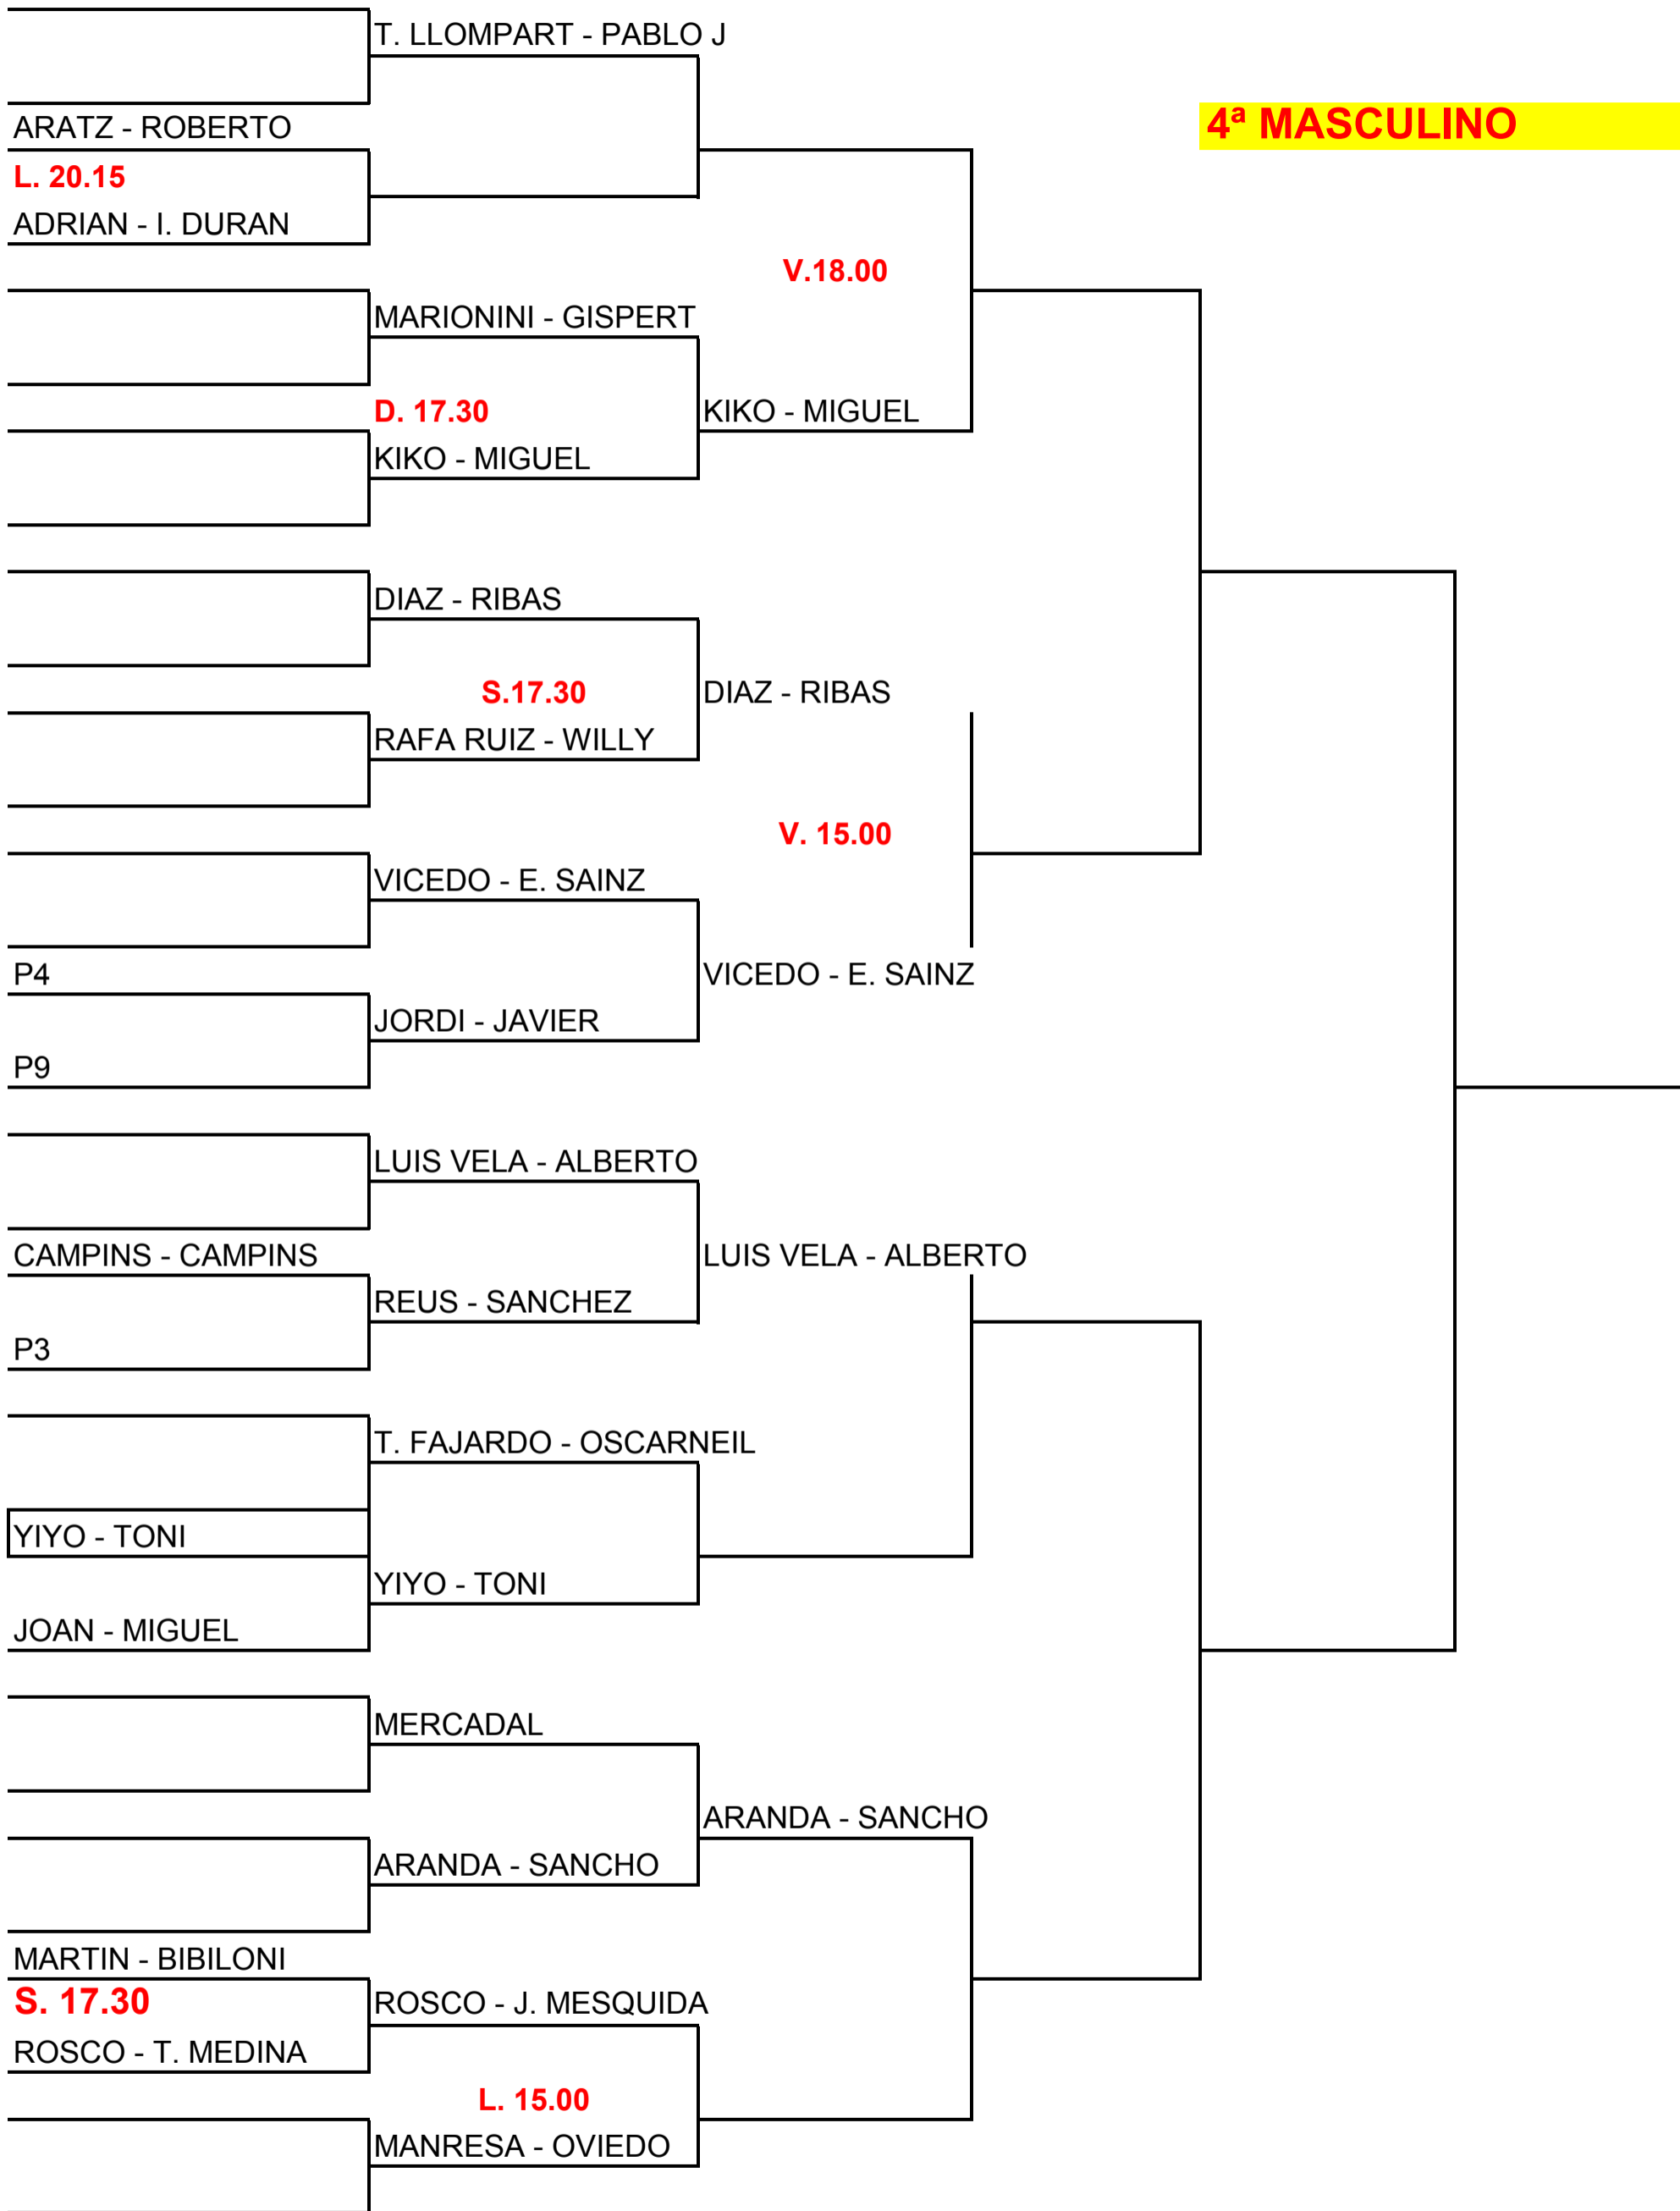 T. LLOMPART - PABLO J
4ª MASCULINO
ARATZ - ROBERTO
L. 20.15
ADRIAN - I. DURAN
V.18.00
MARIONINI - GISPERT
D. 17.30
KIKO - MIGUEL
KIKO - MIGUEL
DIAZ - RIBAS
S.17.30
DIAZ - RIBAS
RAFA RUIZ - WILLY
V. 15.00
VICEDO - E. SAINZ
P4
VICEDO - E. SAINZ
JORDI - JAVIER
P9
LUIS VELA - ALBERTO
CAMPINS - CAMPINS
LUIS VELA - ALBERTO
REUS - SANCHEZ
P3
T. FAJARDO - OSCARNEIL
YIYO - TONI
YIYO - TONI
JOAN - MIGUEL
MERCADAL
ARANDA - SANCHO
ARANDA - SANCHO
MARTIN - BIBILONI
S. 17.30
ROSCO - J. MESQUIDA
ROSCO - T. MEDINA
L. 15.00
MANRESA - OVIEDO